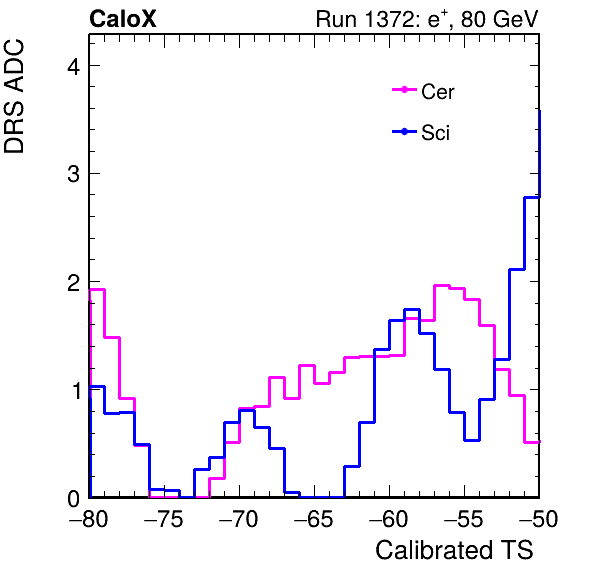 CaloX
Run 1372: e⁺, 80 GeV
DRS ADC
4
3
2
1
0
Cer
Sci
−80 −75 −70 −65 −60 −55 −50
Calibrated TS